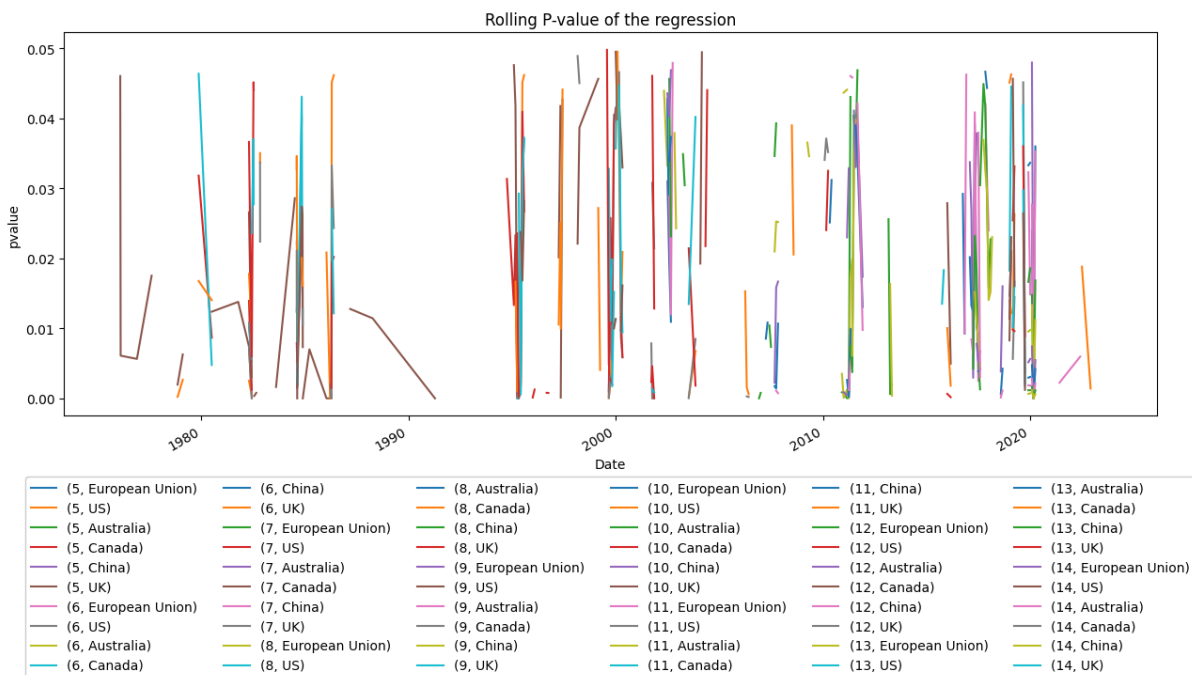 Rolling P-value of the regression
0.05
0.04
0.03
0.02
0.01
0.00
pvalue
1980 1990 2000 2010 2020
Date
(5, European Union) (6, China) (8, Australia) (10, European Union) (11, China) (13, Australia)
(5, US) (6, UK) (8, Canada) (10, US) (11, UK) (13, Canada)
(5, Australia) (7, European Union) (8, China) (10, Australia) (12, European Union) (13, China)
(5, Canada) (7, US) (8, UK) (10, Canada) (12, US) (13, UK)
(5, China) (7, Australia) (9, European Union) (10, China) (12, Australia) (14, European Union)
(5, UK) (7, Canada) (9, US) (10, UK) (12, Canada) (14, US)
(6, European Union) (7, China) (9, Australia) (11, European Union) (12, China) (14, Australia)
(6, US) (7, UK) (9, Canada) (11, US) (12, UK) (14, Canada)
(6, Australia) (8, European Union) (9, China) (11, Australia) (13, European Union) (14, China)
(6, Canada) (8, US) (9, UK) (11, Canada) (13, US) (14, UK)